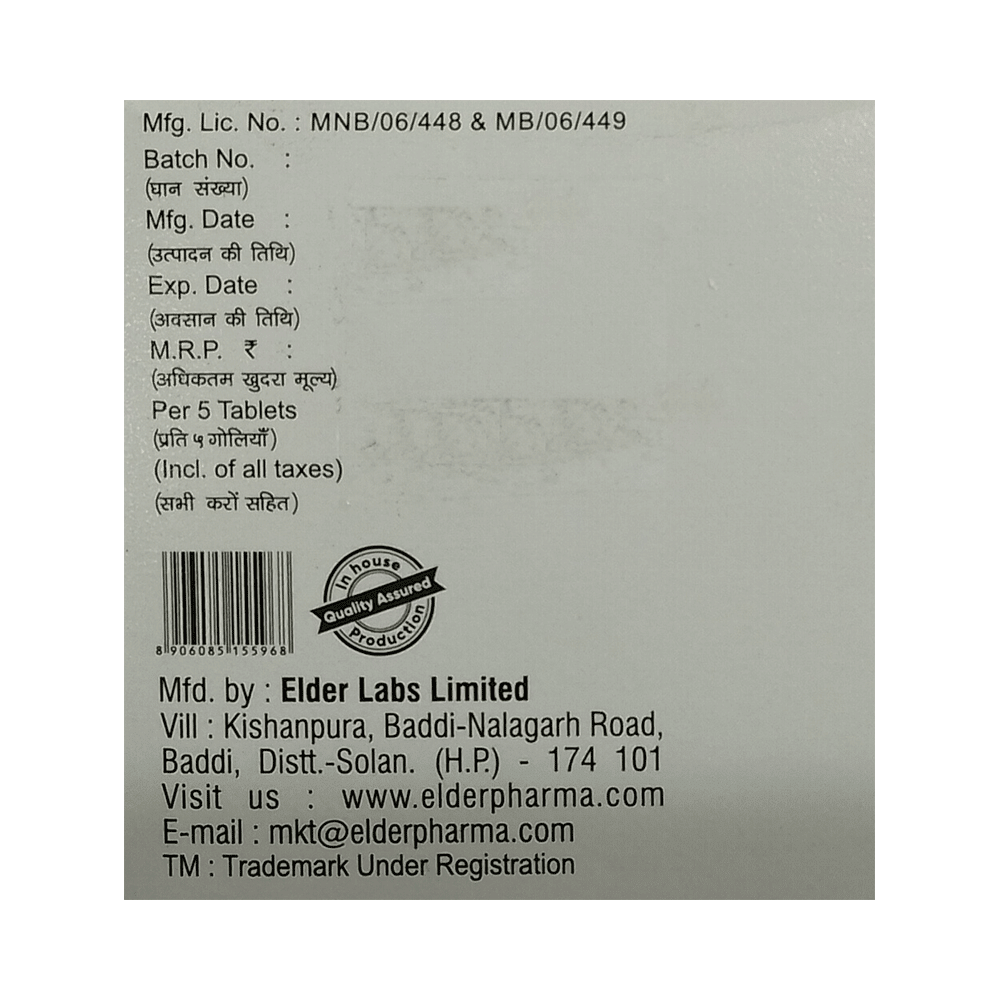 Mfg. Lic. No. : MNB/06/448 & MB/06/449
Batch No. :
(घान संख्या)
Mfg. Date :
(उत्पादन की तिथि)
Exp. Date :
(अवसान की तिथि)
M.R.P. ₹ :
(अधिकतम खुदरा मूल्य)
Per 5 Tablets
(प्रति ५ गोलियाँ)
(Incl. of all taxes)
(सभी करों सहित)
8 906085 155968
In house
Quality Assured
Production
Mfd. by : Elder Labs Limited
Vill : Kishanpura, Baddi-Nalagarh Road,
Baddi, Distt.-Solan. (H.P.) - 174 101
Visit us : www.elderpharma.com
E-mail : mkt@elderpharma.com
TM : Trademark Under Registration